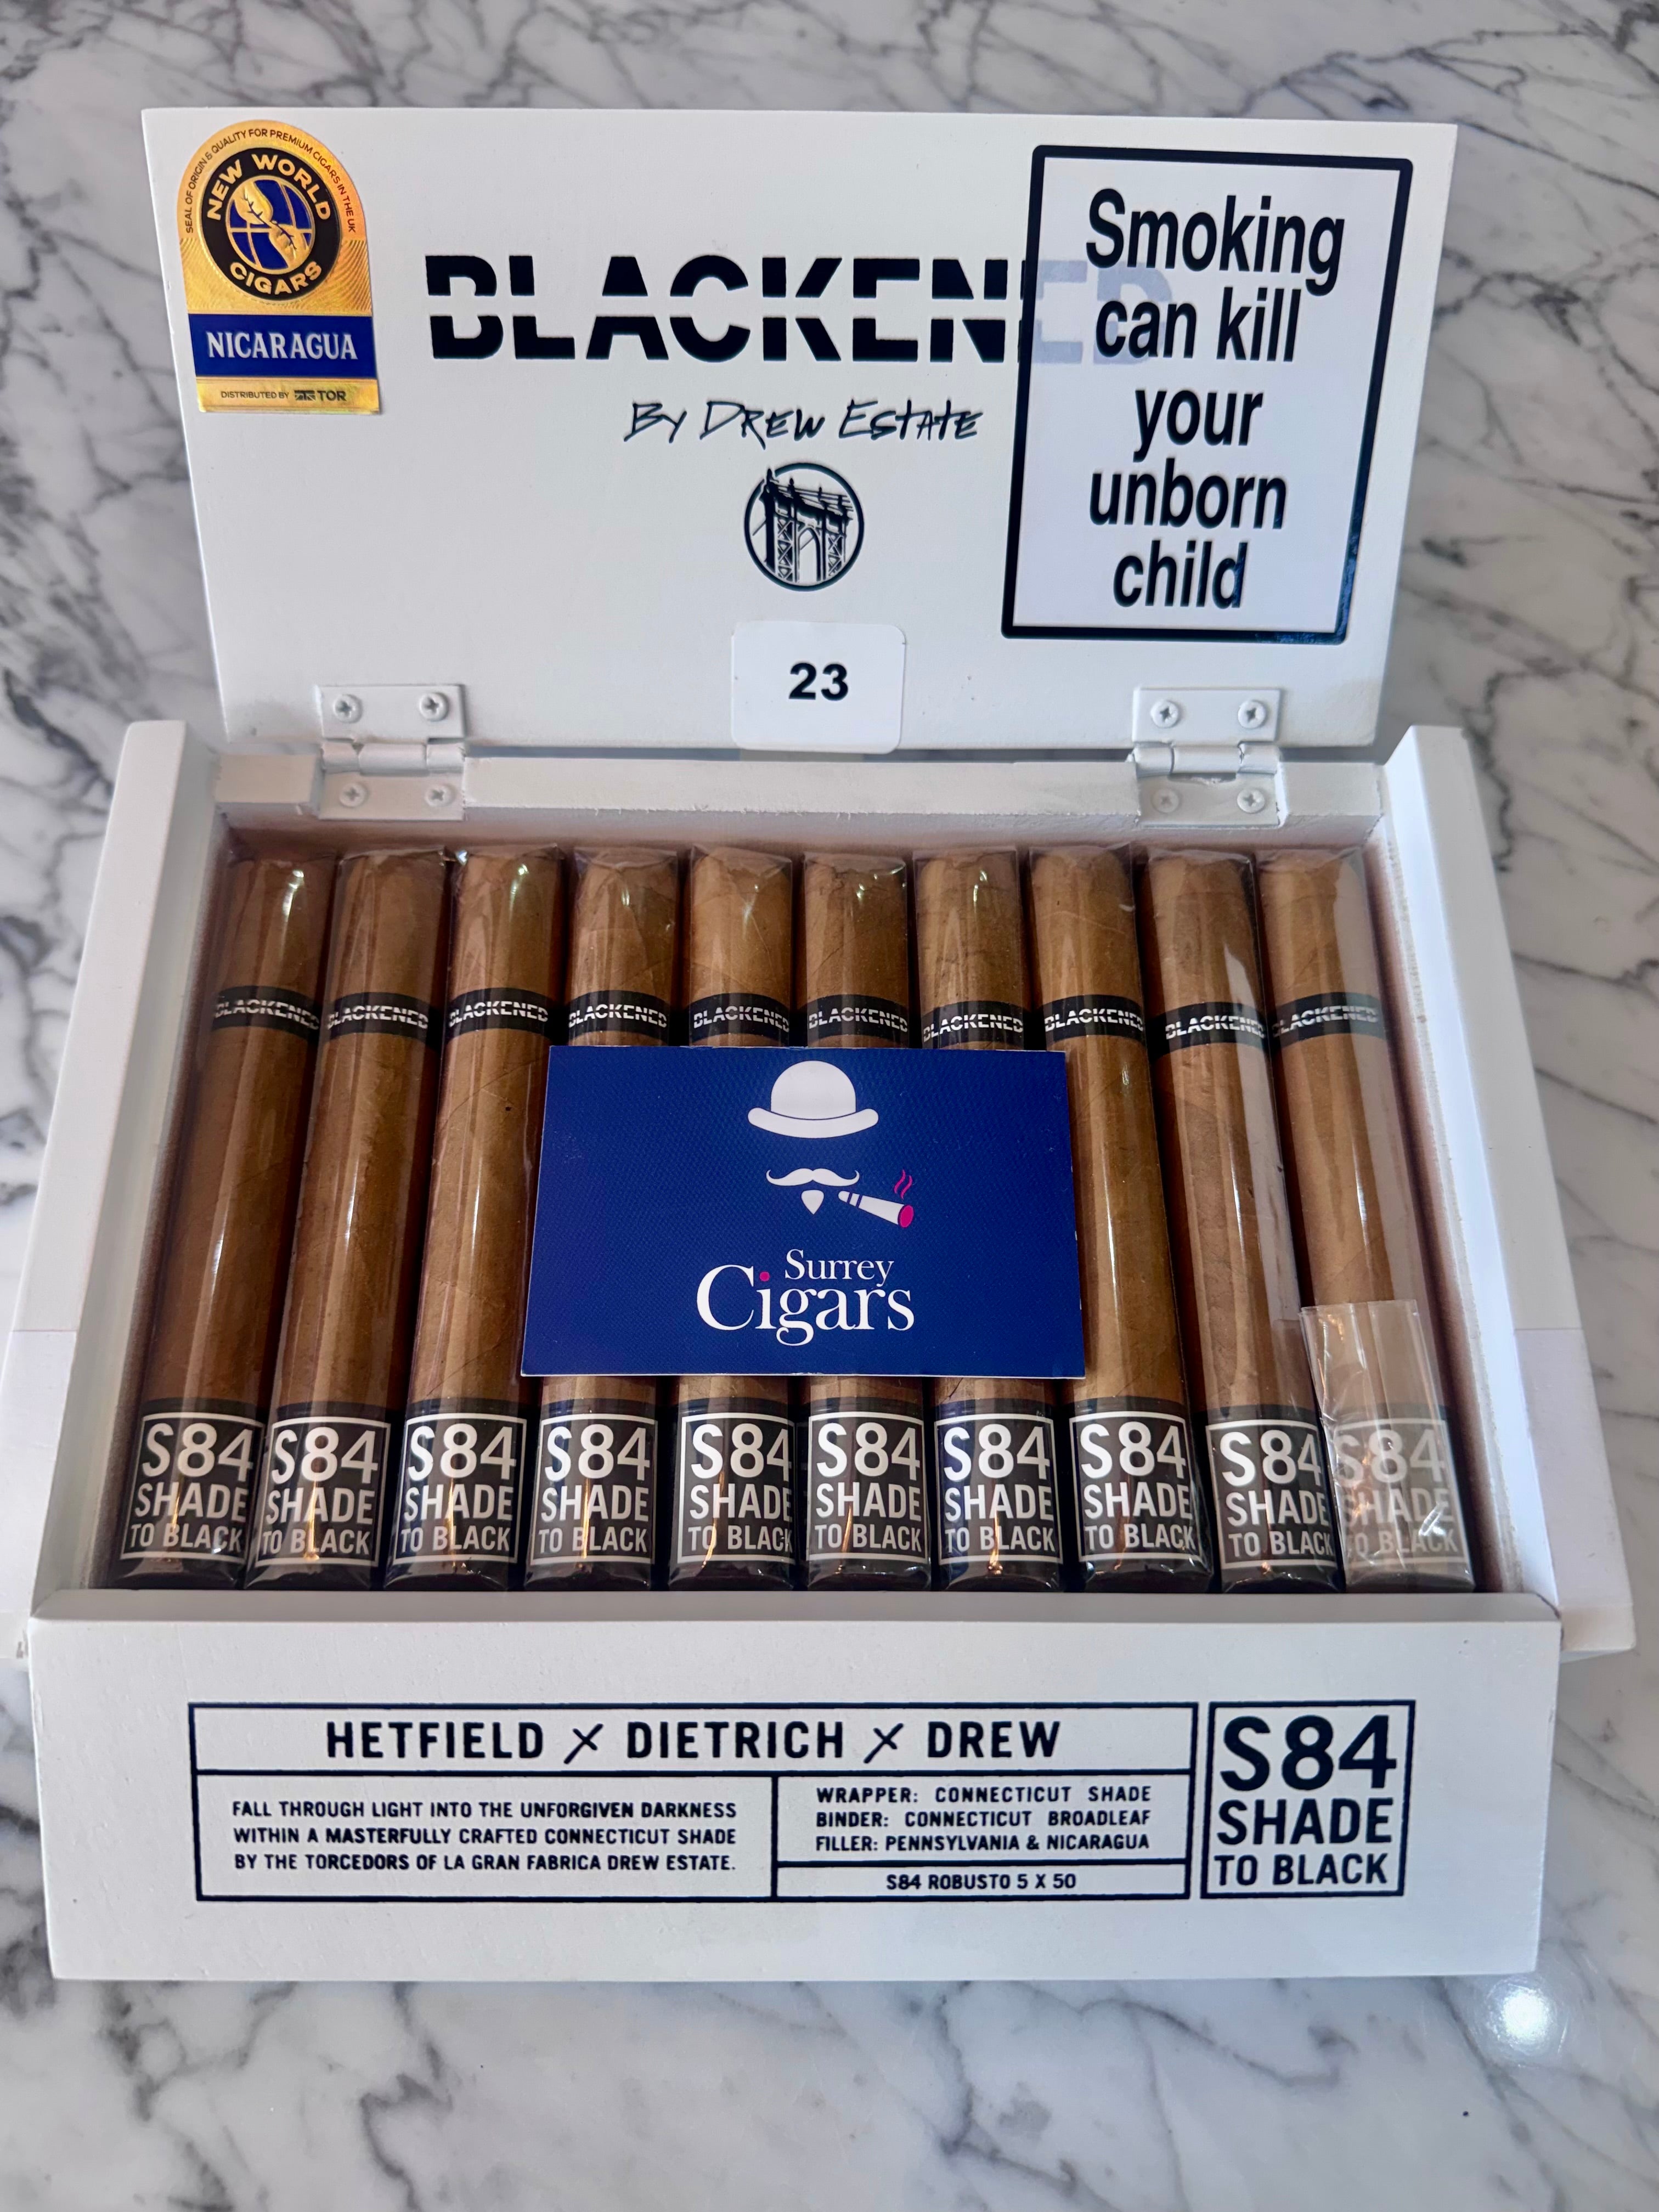 SEAL OF ORIGIN & QUALITY FOR PREMIUM CIGARS IN THE UK
NEW WORLD
CIGARS
NICARAGUA
DISTRIBUTED BY TOR
BLACKENED
BY DREW ESTATE
Smoking
can kill
your
unborn
child
23
BLACKENED BLACKENED BLACKENED BLACKENED BLACKENED BLACKENED BLACKENED BLACKENED BLACKENED BLACKENED
Surrey
Cigars
S84 S84 S84 S84 S84 S84 S84 S84 S84 S84
SHADE SHADE SHADE SHADE SHADE SHADE SHADE SHADE SHADE SHADE
TO BLACK TO BLACK TO BLACK TO BLACK TO BLACK TO BLACK TO BLACK TO BLACK TO BLACK TO BLACK
HETFIELD X DIETRICH X DREW
FALL THROUGH LIGHT INTO THE UNFORGIVEN DARKNESS
WITHIN A MASTERFULLY CRAFTED CONNECTICUT SHADE
BY THE TORCEDORS OF LA GRAN FABRICA DREW ESTATE.
WRAPPER: CONNECTICUT SHADE
BINDER: CONNECTICUT BROADLEAF
FILLER: PENNSYLVANIA & NICARAGUA
S84 ROBUSTO 5 X 50
S84
SHADE
TO BLACK